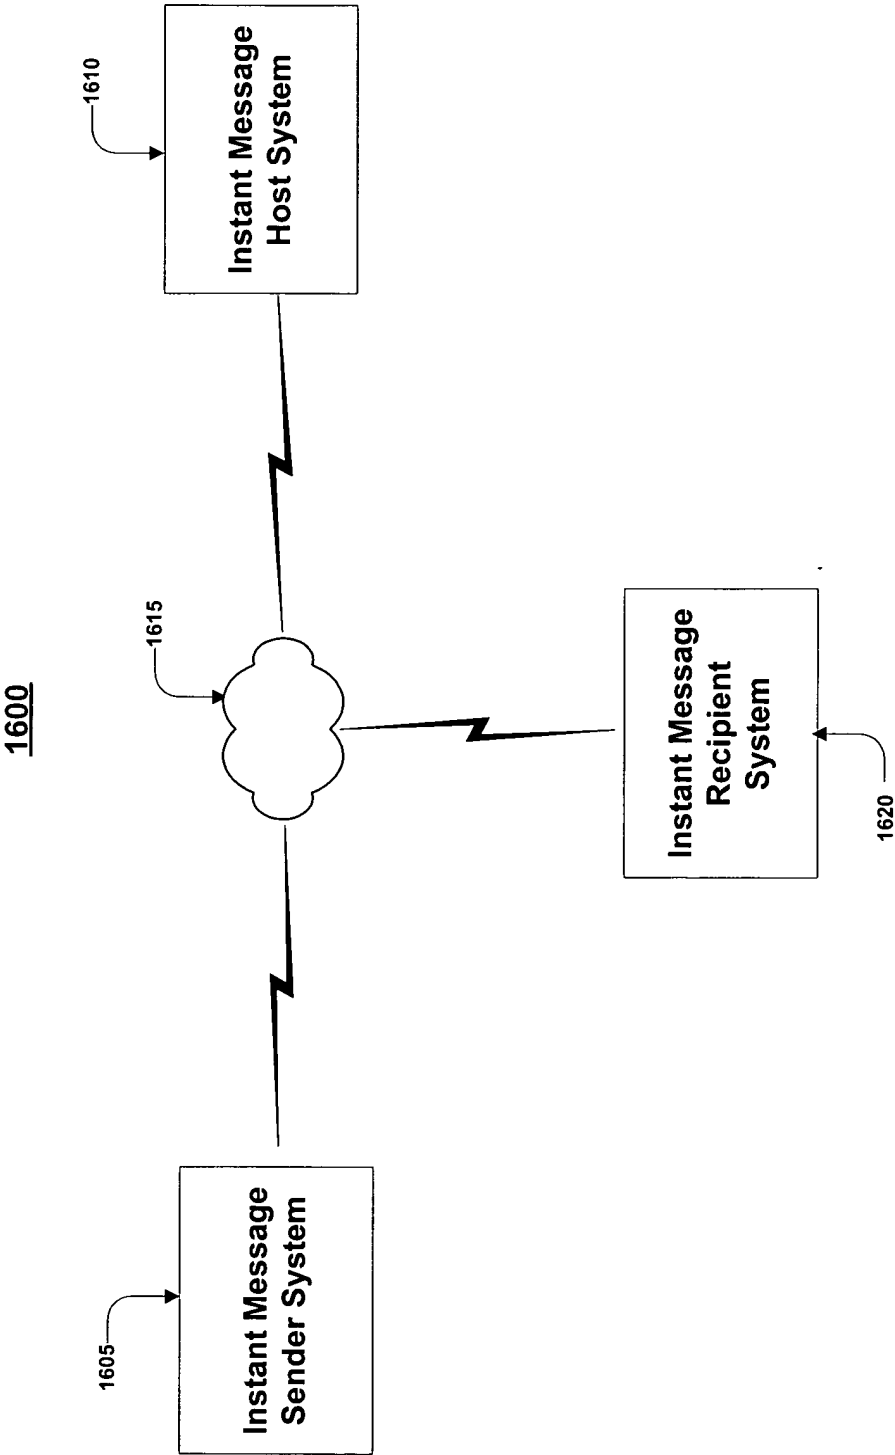 1600
1605
Instant Message
Sender System
1615
1610
Instant Message
Host System
Instant Message
Recipient
System
1620